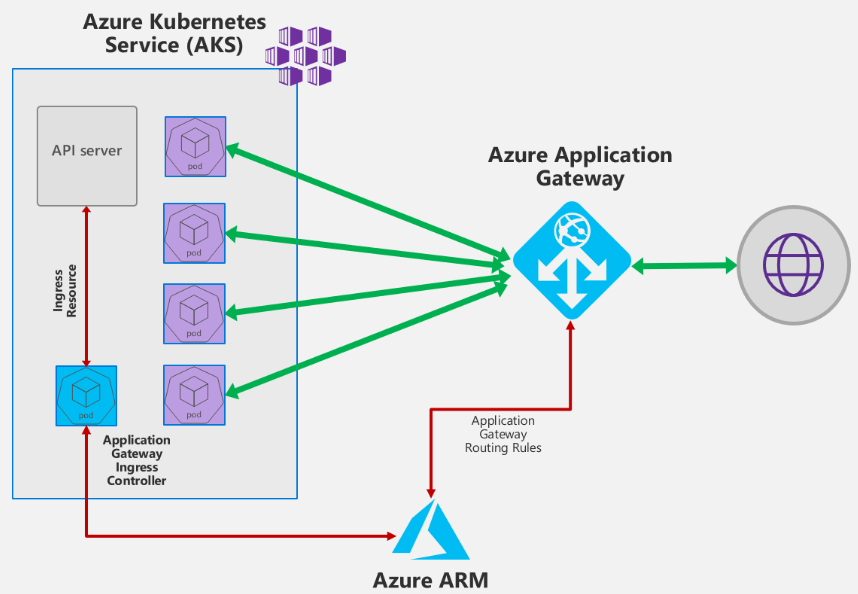 Azure Kubernetes
Service (AKS)
API server
pod
Azure Application
Gateway
pod
Ingress
Resource
pod
pod
pod
Application
Gateway
Ingress
Controller
Application
Gateway
Routing Rules
Azure ARM